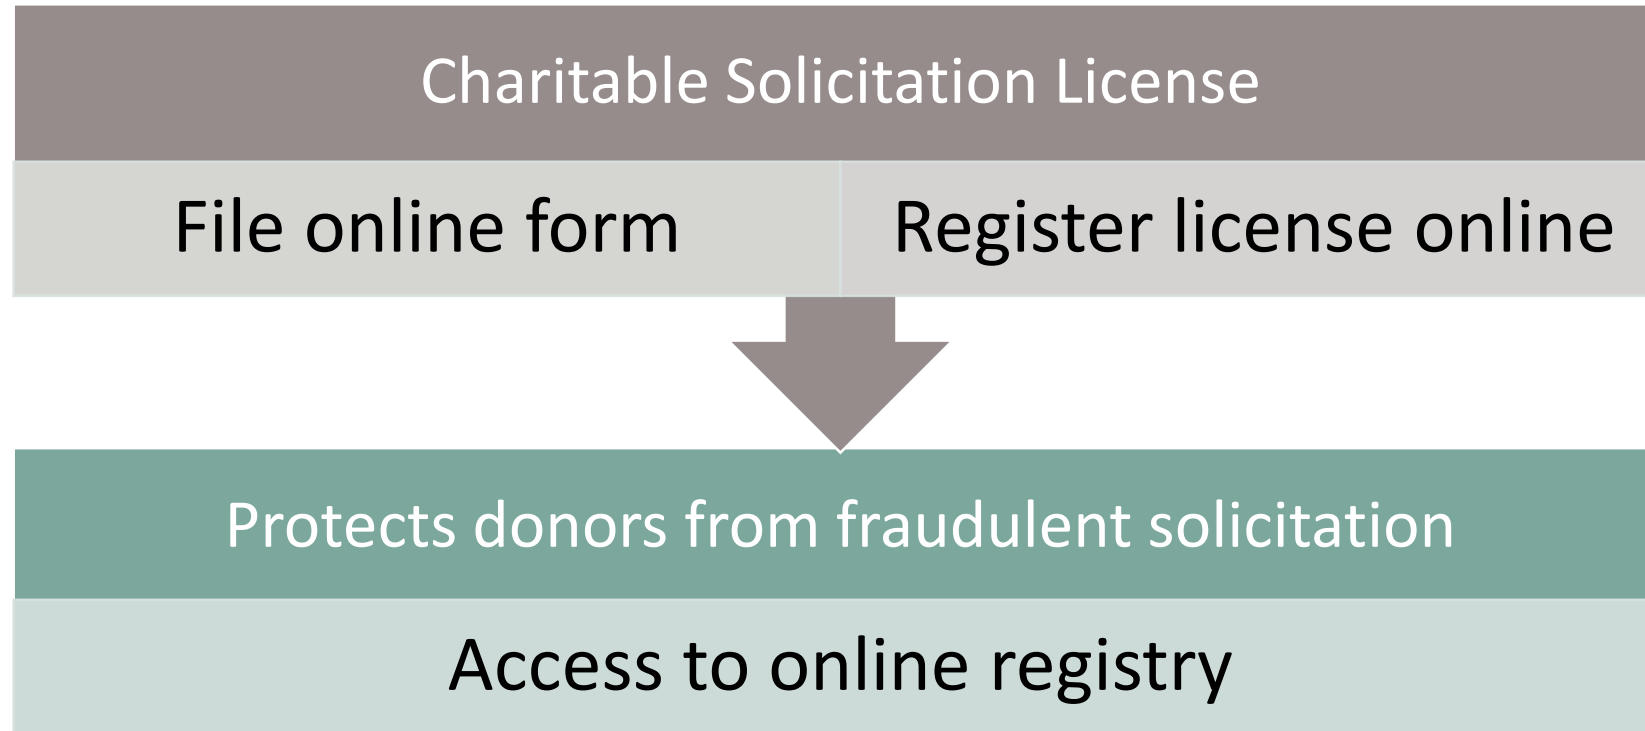 Charitable Solicitation License
File online form
Register license online
Protects donors from fraudulent solicitation
Access to online registry